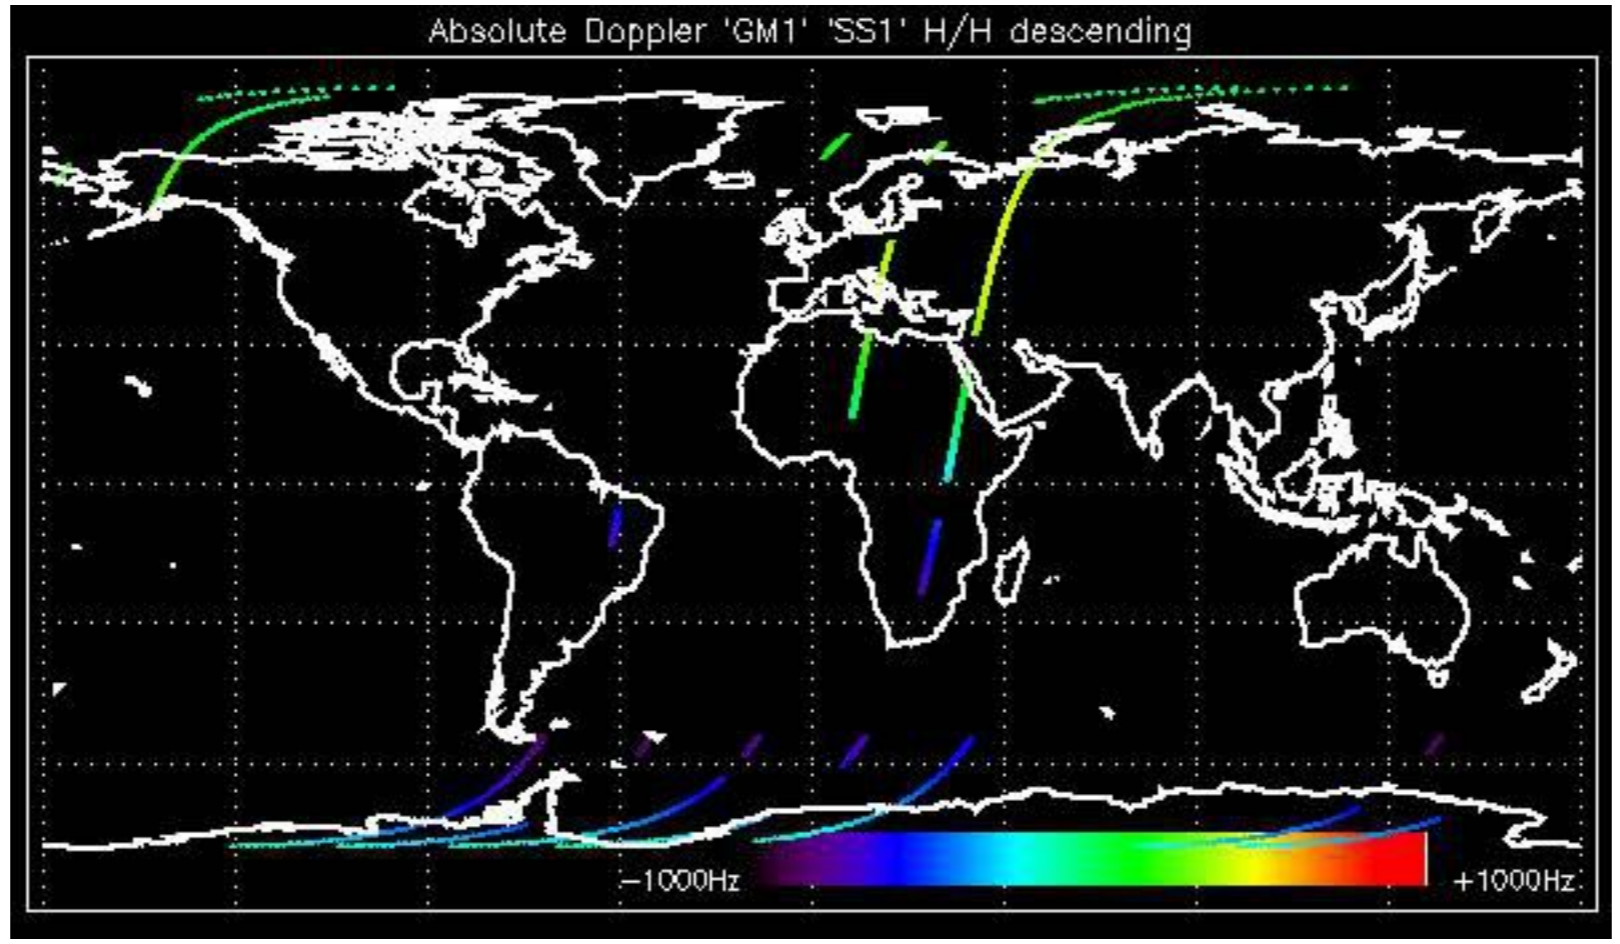 Absolute Doppler 'GM1' 'SS1' H/H descending
−1000Hz +1000Hz